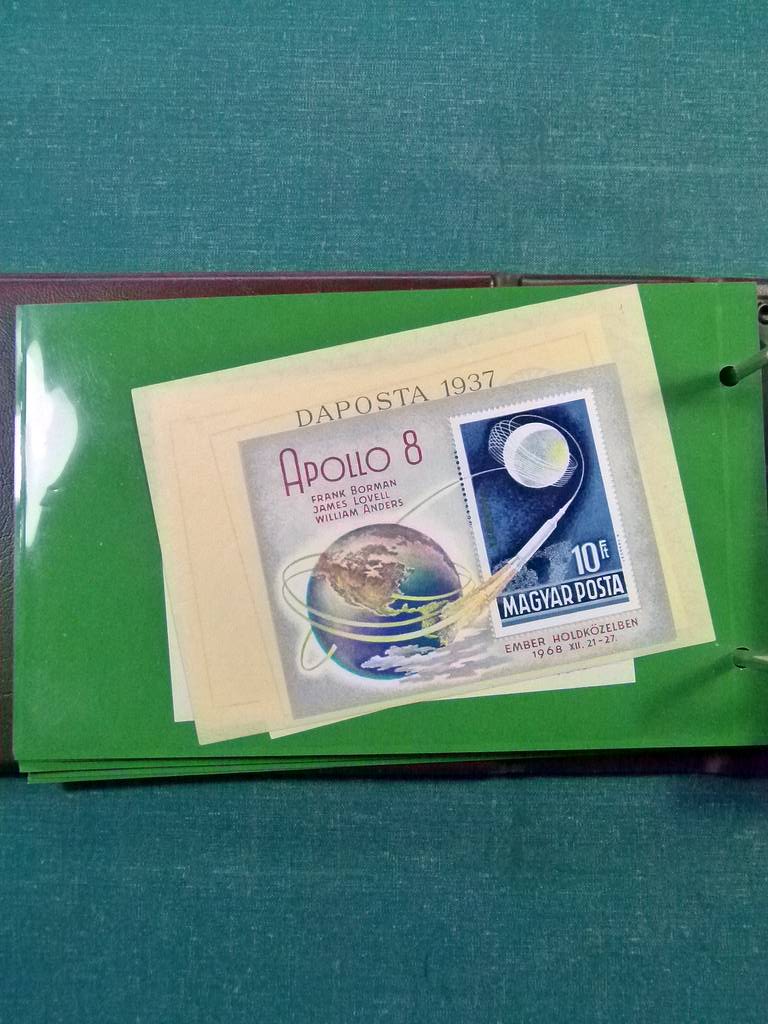 DAPOSTA 1937
APOLLO 8
FRANK BORMAN
JAMES LOVELL
WILLIAM ANDERS
10 Ft
MAGYAR POSTA
EMBER HOLDKÖZELBEN
1968 XII. 21-27.